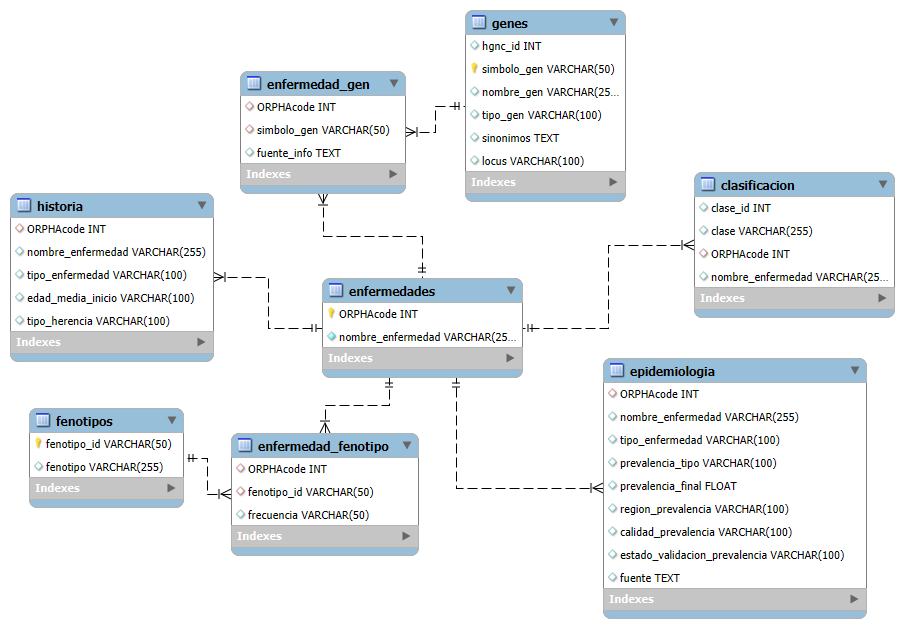 genes
hgnc_id INT
simbolo_gen VARCHAR(50)
nombre_gen VARCHAR(25...
tipo_gen VARCHAR(100)
sinonimos TEXT
locus VARCHAR(100)
Indexes
enfermedad_gen
ORPHAcode INT
simbolo_gen VARCHAR(50)
fuente_info TEXT
Indexes
clasificacion
clase_id INT
clase VARCHAR(255)
ORPHAcode INT
nombre_enfermedad VARCHAR(25...
Indexes
historia
ORPHAcode INT
nombre_enfermedad VARCHAR(255)
tipo_enfermedad VARCHAR(100)
edad_media_inicio VARCHAR(100)
tipo_herencia VARCHAR(100)
Indexes
enfermedades
ORPHAcode INT
nombre_enfermedad VARCHAR(25...
Indexes
epidemiologia
ORPHAcode INT
nombre_enfermedad VARCHAR(255)
tipo_enfermedad VARCHAR(100)
prevalencia_tipo VARCHAR(100)
prevalencia_final FLOAT
region_prevalencia VARCHAR(100)
calidad_prevalencia VARCHAR(100)
estado_validacion_prevalencia VARCHAR(100)
fuente TEXT
Indexes
fenotipos
fenotipo_id VARCHAR(50)
fenotipo VARCHAR(255)
Indexes
enfermedad_fenotipo
ORPHAcode INT
fenotipo_id VARCHAR(50)
frecuencia VARCHAR(50)
Indexes